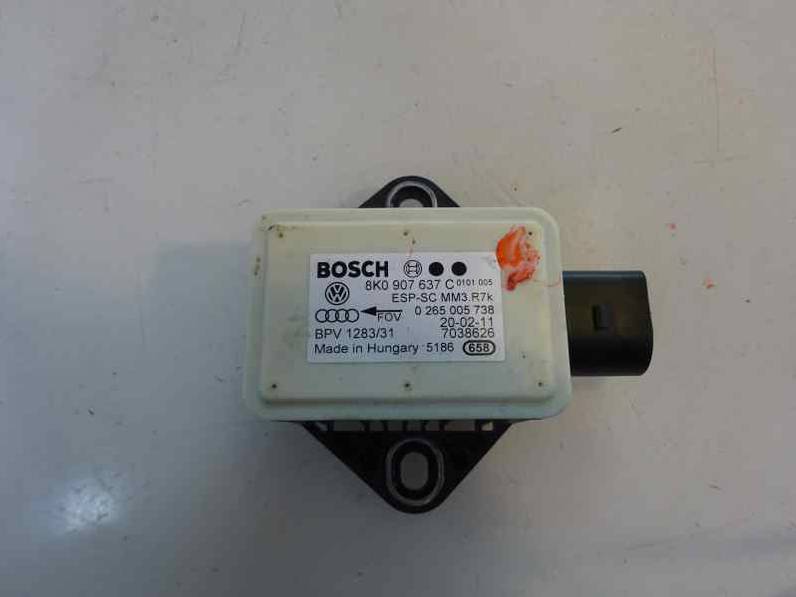 BOSCH
8K0 907 637 C 0101 005
ESP-SC MM3.R7k
FOV 0 265 005 738
20-02-11
BPV 1283/31 7038626
Made in Hungary 5186 658